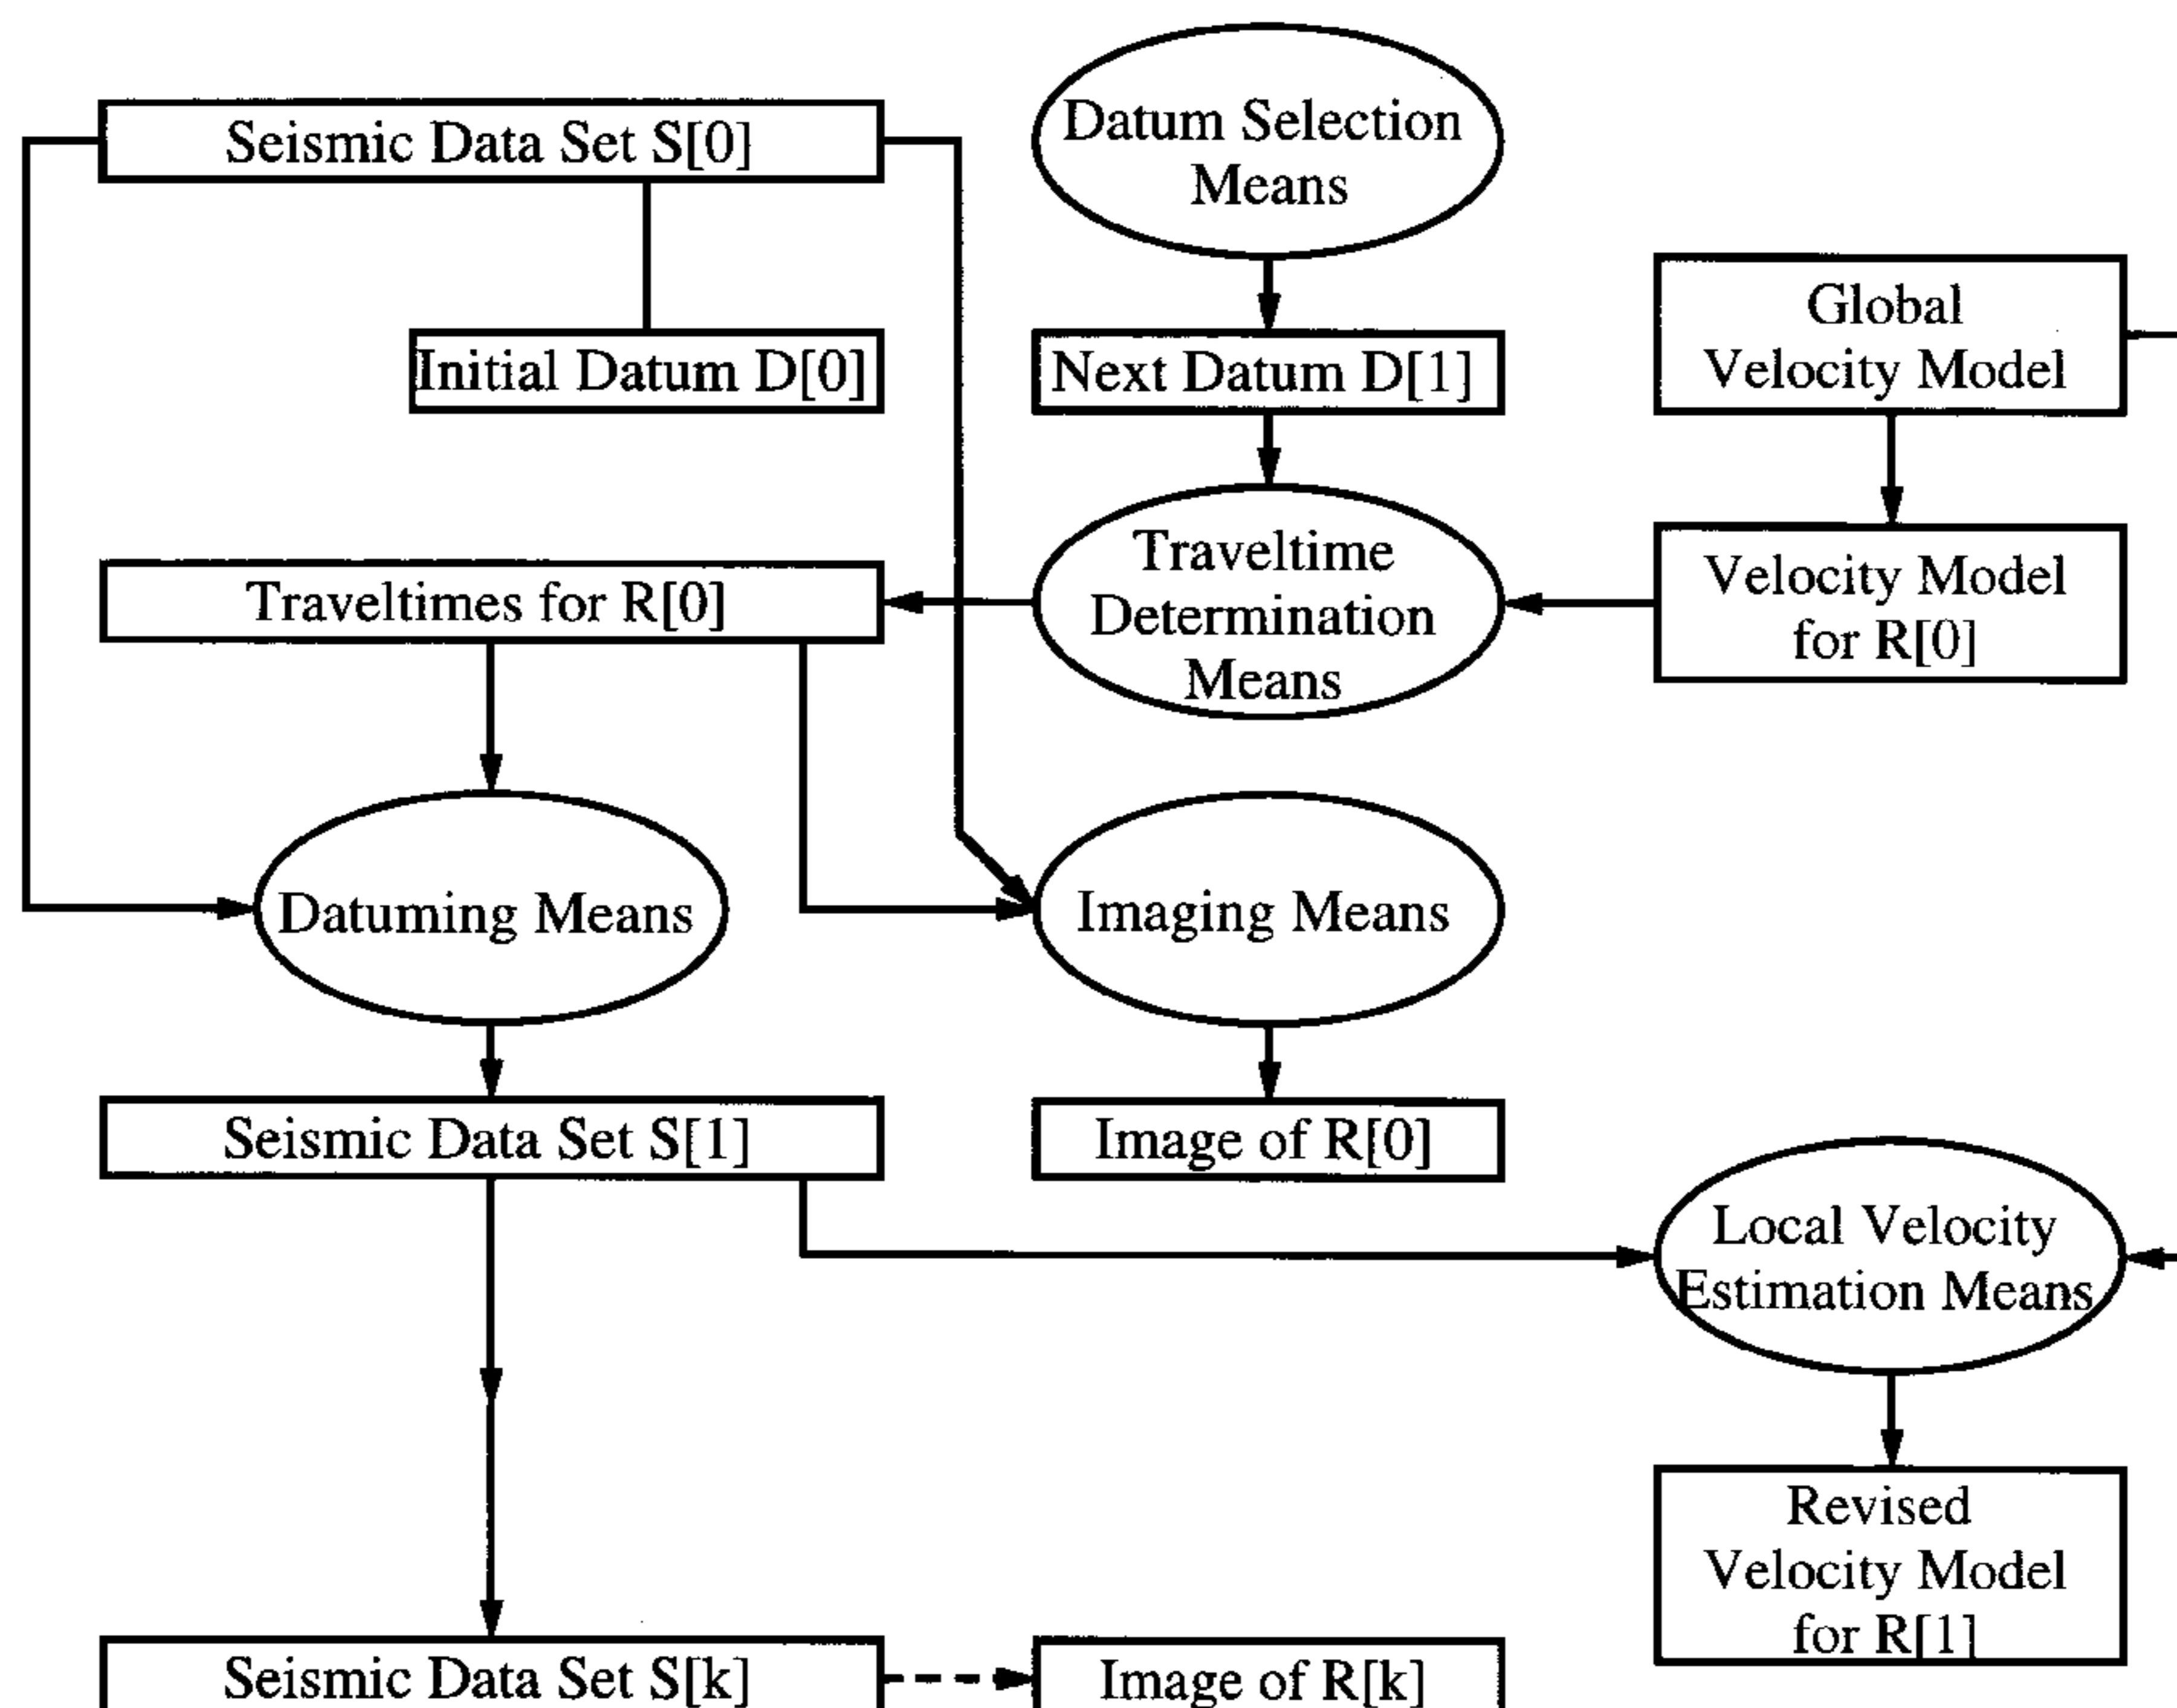 Seismic Data Set S[0]
Datum Selection
Means
Initial Datum D[0]
Next Datum D[1]
Global
Velocity Model
Traveltimes for R[0]
Traveltime
Determination
Means
Velocity Model
for R[0]
Datuming Means
Imaging Means
Seismic Data Set S[1]
Image of R[0]
Local Velocity
Estimation Means
Revised
Velocity Model
for R[1]
Seismic Data Set S[k]
Image of R[k]